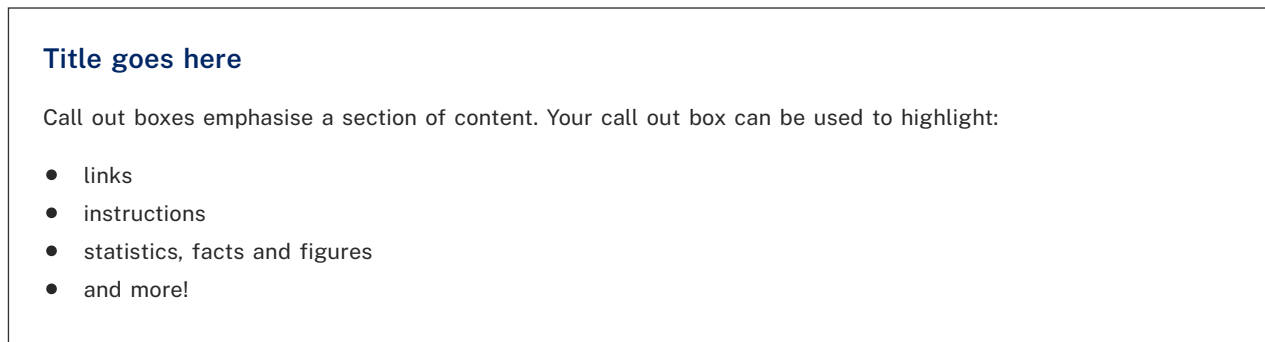 Title goes here
Call out boxes emphasise a section of content. Your call out box can be used to highlight:
• links
• instructions
• statistics, facts and figures
• and more!